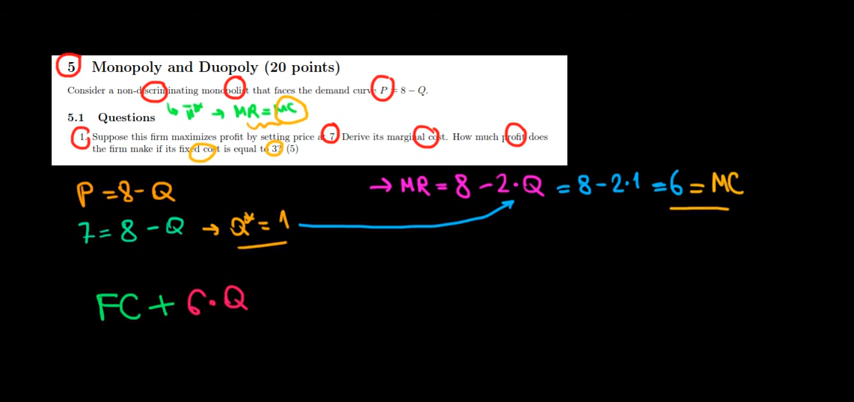 5 Monopoly and Duopoly (20 points)
Consider a non-discriminating monopolist that faces the demand curve P = 8 − Q.
↳ π* → MR = MC
5.1 Questions
1. Suppose this firm maximizes profit by setting price at 7. Derive its marginal cost. How much profit does
the firm make if its fixed cost is equal to 3? (5)
P = 8 - Q
→ MR = 8 - 2·Q = 8 - 2·1 = 6 = MC
7 = 8 - Q → Q* = 1
FC + 6·Q